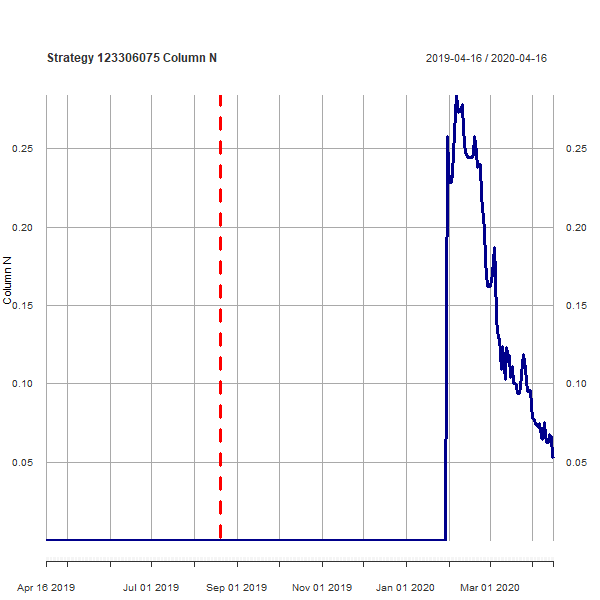 Strategy 123306075 Column N
2019-04-16 / 2020-04-16
0.25
0.25
0.20
0.20
0.15
0.15
0.10
0.10
0.05
0.05
Column N
Apr 16 2019
Jul 01 2019
Sep 01 2019
Nov 01 2019
Jan 01 2020
Mar 01 2020